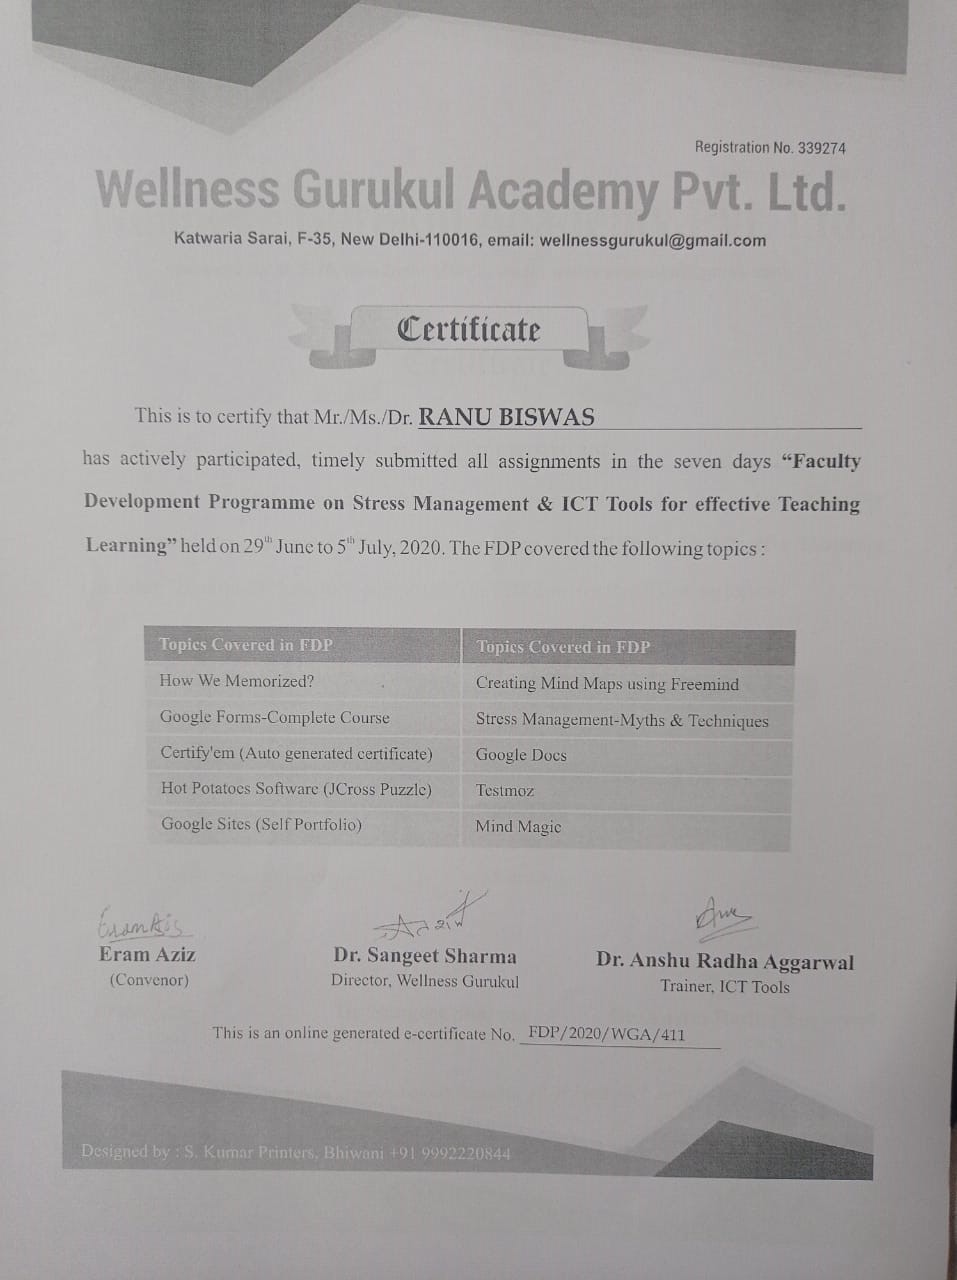 Registration No. 339274
Wellness Gurukul Academy Pvt. Ltd.
Katwaria Sarai, F-35, New Delhi-110016, email: wellnessgurukul@gmail.com
Certificate
This is to certify that Mr./Ms./Dr. RANU BISWAS
has actively participated, timely submitted all assignments in the seven days “Faculty
Development Programme on Stress Management & ICT Tools for effective Teaching
Learning” held on 29th June to 5th July, 2020. The FDP covered the following topics :
Topics Covered in FDP Topics Covered in FDP
How We Memorized? Creating Mind Maps using Freemind
Google Forms-Complete Course Stress Management-Myths & Techniques
Certify'em (Auto generated certificate) Google Docs
Hot Potatoes Software (JCross Puzzle) Testmoz
Google Sites (Self Portfolio) Mind Magic
Eram Aziz Dr. Sangeet Sharma Dr. Anshu Radha Aggarwal
(Convenor) Director, Wellness Gurukul Trainer, ICT Tools
This is an online generated e-certificate No. FDP/2020/WGA/411
Designed by : S. Kumar Printers, Bhiwani +91 9992220844